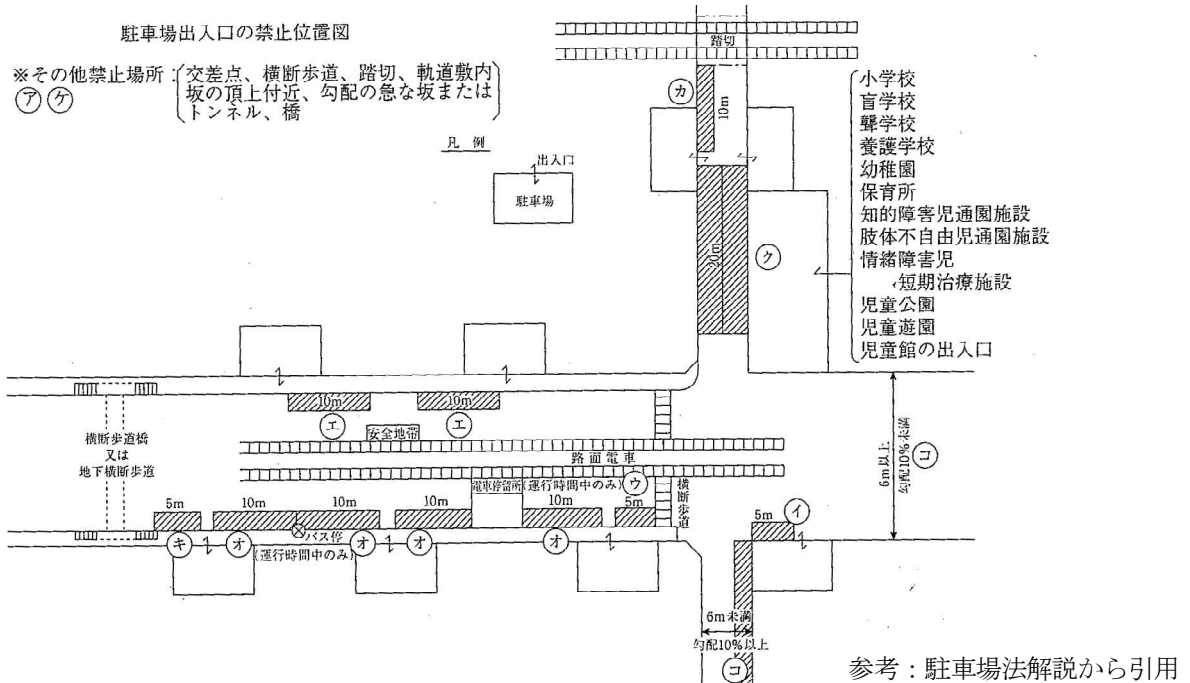 駐車場出入口の禁止位置図
※その他禁止場所:
㋐㋘
交差点、横断歩道、踏切、軌道敷内
坂の頂上付近、勾配の急な坂または
トンネル、橋
凡 例
出入口
駐車場
踏切
㋕
10m
20m
㋗
小学校
盲学校
聾学校
養護学校
幼稚園
保育所
知的障害児通園施設
肢体不自由児通園施設
情緒障害児
短期治療施設
児童公園
児童遊園
児童館の出入口
10m
10m
㋓
㋓
安全地帯
横断歩道橋
又は
地下横断歩道
路面電車
電車停留所(運行時間中のみ)
㋒
横断歩道
5m
10m
10m
10m
10m
5m
バス停
(運行時間中のみ)
㋖
㋔
㋔
㋔
㋔
5m
㋑
6m以上
勾配10%未満
㋙
6m未満
勾配10%以上
㋙
参考:駐車場法解説から引用